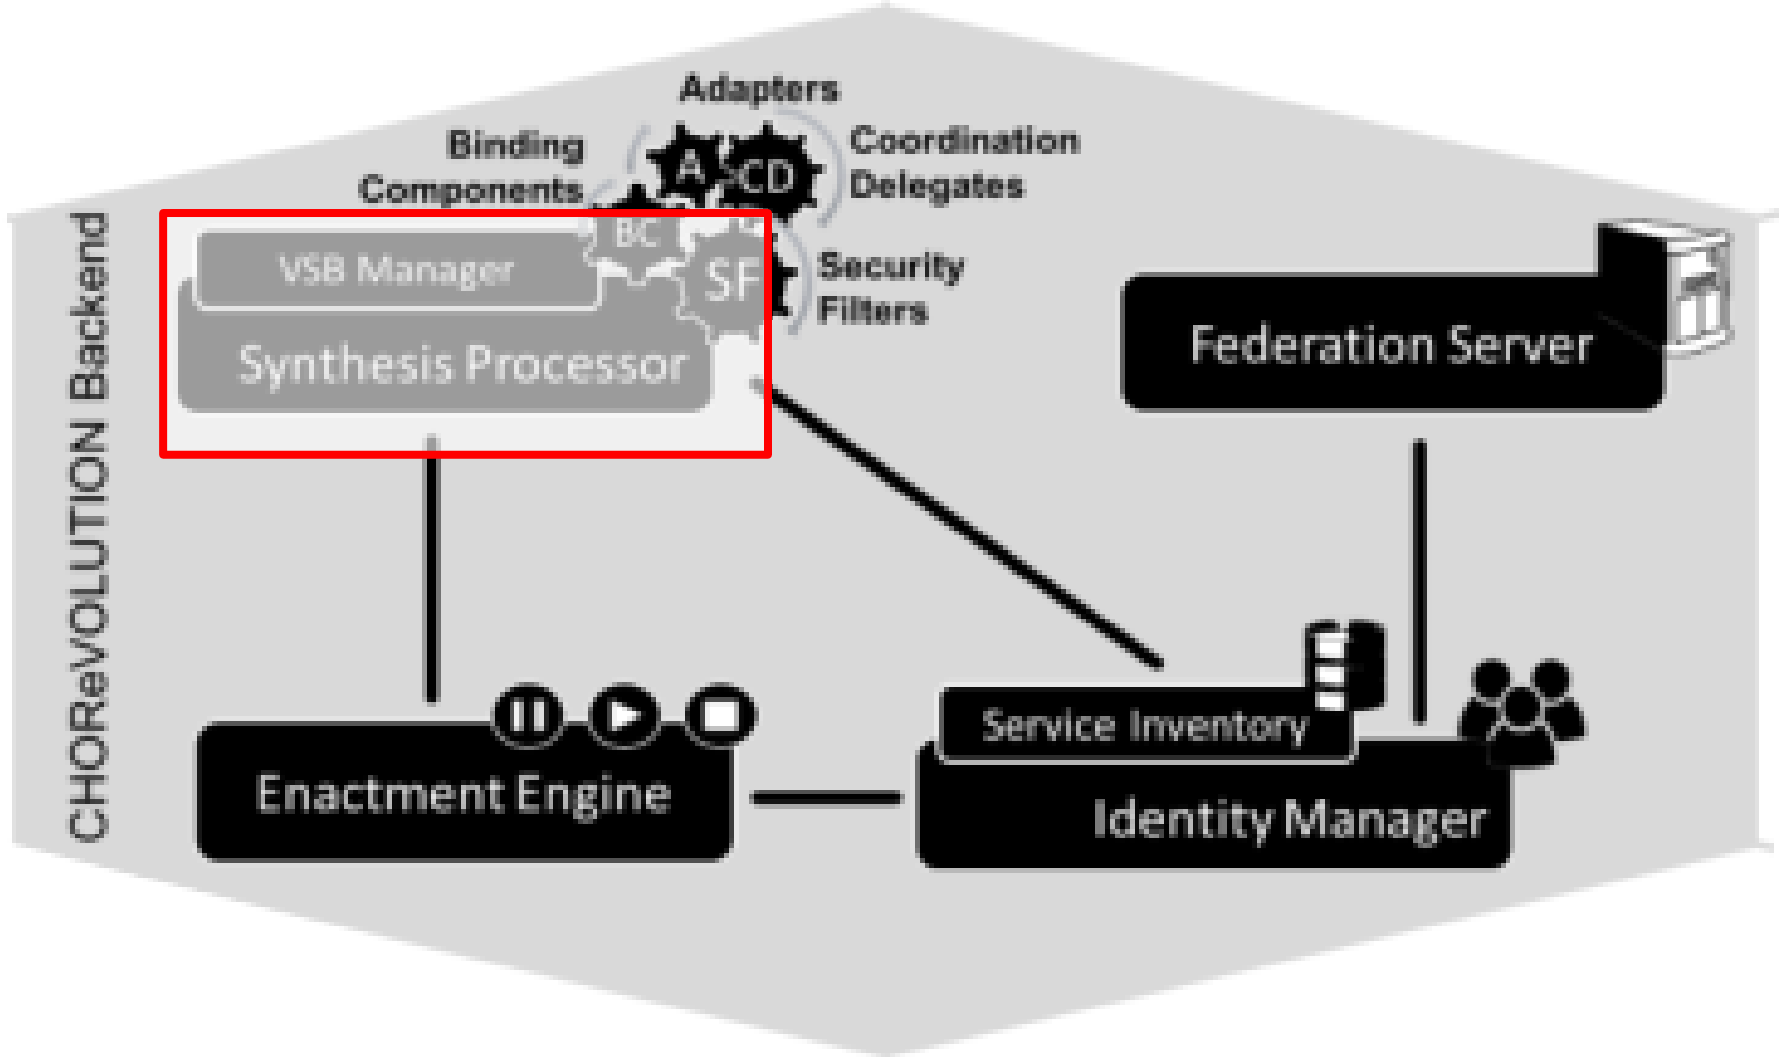 Adapters
Binding
Components
A
CD
Coordination
Delegates
BC
SF
Security
Filters
VSB Manager
Synthesis Processor
Federation Server
CHOReVOLUTION Backend
Service Inventory
Enactment Engine
Identity Manager